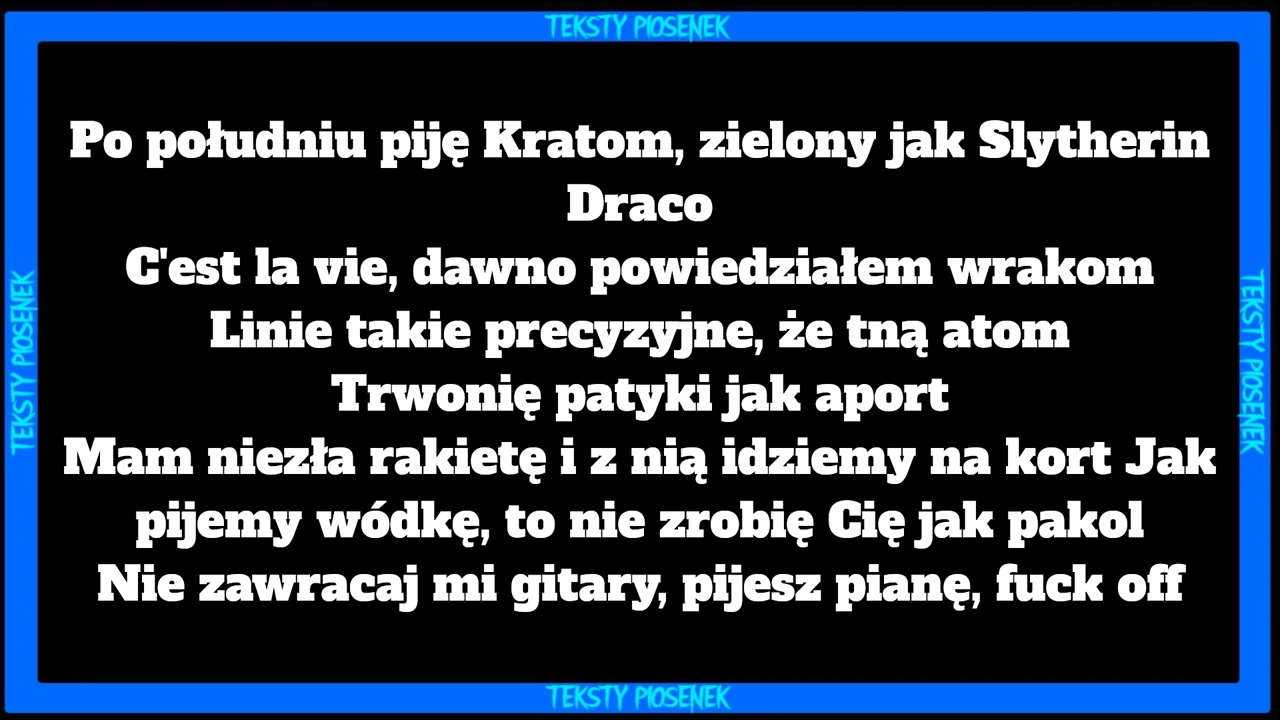 TEKSTY PIOSENEK
Po południu piję Kratom, zielony jak Slytherin
Draco
C'est la vie, dawno powiedziałem wrakom
Linie takie precyzyjne, że tną atom
Trwonię patyki jak aport
Mam niezła rakietę i z nią idziemy na kort Jak
pijemy wódkę, to nie zrobię Cię jak pakol
Nie zawracaj mi gitary, pijesz pianę, fuck off
TEKSTY PIOSENEK
TEKSTY PIOSENEK
TEKSTY PIOSENEK